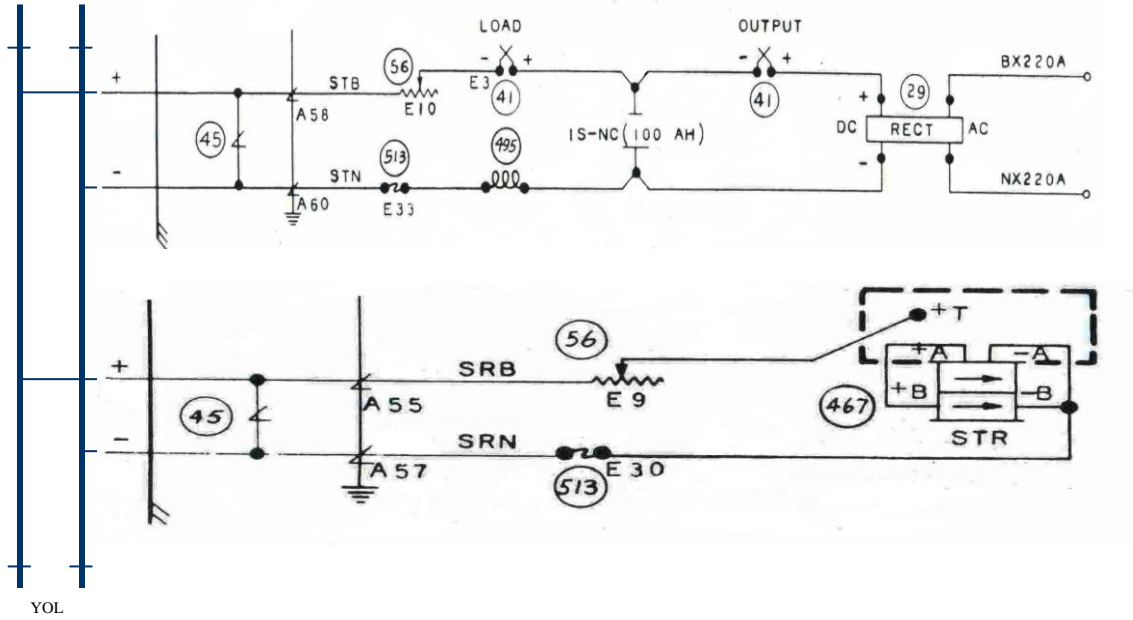 LOAD OUTPUT
BX220A
+ STB 56 - + - + + 29
E3
A58 E10 41 41
45 1S-NC(100 AH) DC RECT AC
513 495
- STN -
NX220A
A60 E33
+T
56 +A -A
+ SRB
+B -B
45 A55 E9 467
STR
- SRN
A57 E30
513
YOL